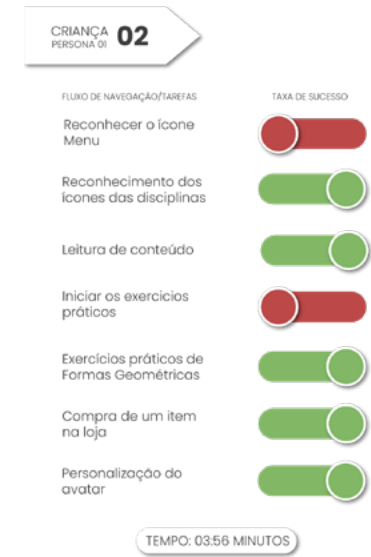 CRIANÇA 02
PERSONA 01
FLUXO DE NAVEGAÇÃO/TAREFAS TAXA DE SUCESSO
Reconhecer o ícone
Menu
Reconhecimento dos
ícones das disciplinas
Leitura de conteúdo
Iniciar os exercicios
práticos
Exercícios práticos de
Formas Geométricas
Compra de um item
na loja
Personalização do
avatar
TEMPO: 03:56 MINUTOS